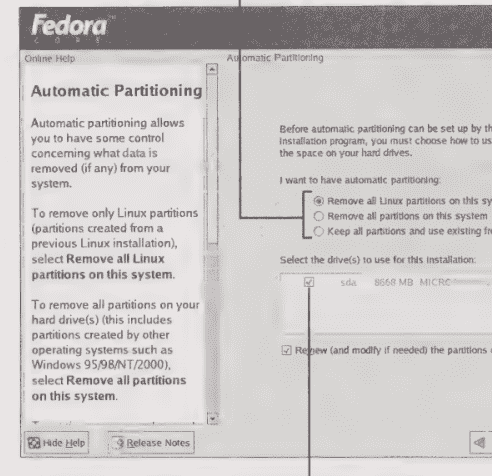 Fedora
CORE
Online Help
Automatic Partitioning
Automatic Partitioning
Automatic partitioning allows
you to have some control
concerning what data is
removed (if any) from your
system.
To remove only Linux partitions
(partitions created from a
previous Linux installation),
select Remove all Linux
partitions on this system.
To remove all partitions on your
hard drive(s) (this includes
partitions created by other
operating systems such as
Windows 95/98/NT/2000),
select Remove all partitions
on this system.
Before automatic partitioning can be set up by th
installation program, you must choose how to us
the space on your hard drives.
I want to have automatic partitioning:
Remove all Linux partitions on this sy
Remove all partitions on this system
Keep all partitions and use existing fr
Select the drive(s) to use for this installation:
sda 8668 MB MICRO
Review (and modify if needed) the partitions
Hide Help
Release Notes